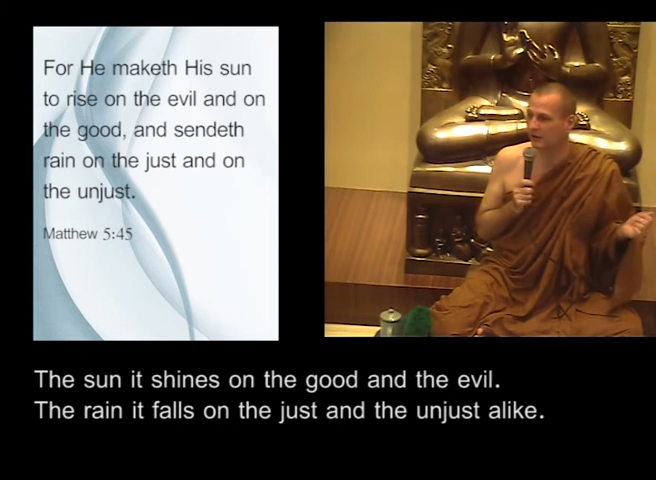 For He maketh His sun
to rise on the evil and on
the good, and sendeth
rain on the just and on
the unjust.
Matthew 5:45
The sun it shines on the good and the evil.
The rain it falls on the just and the unjust alike.